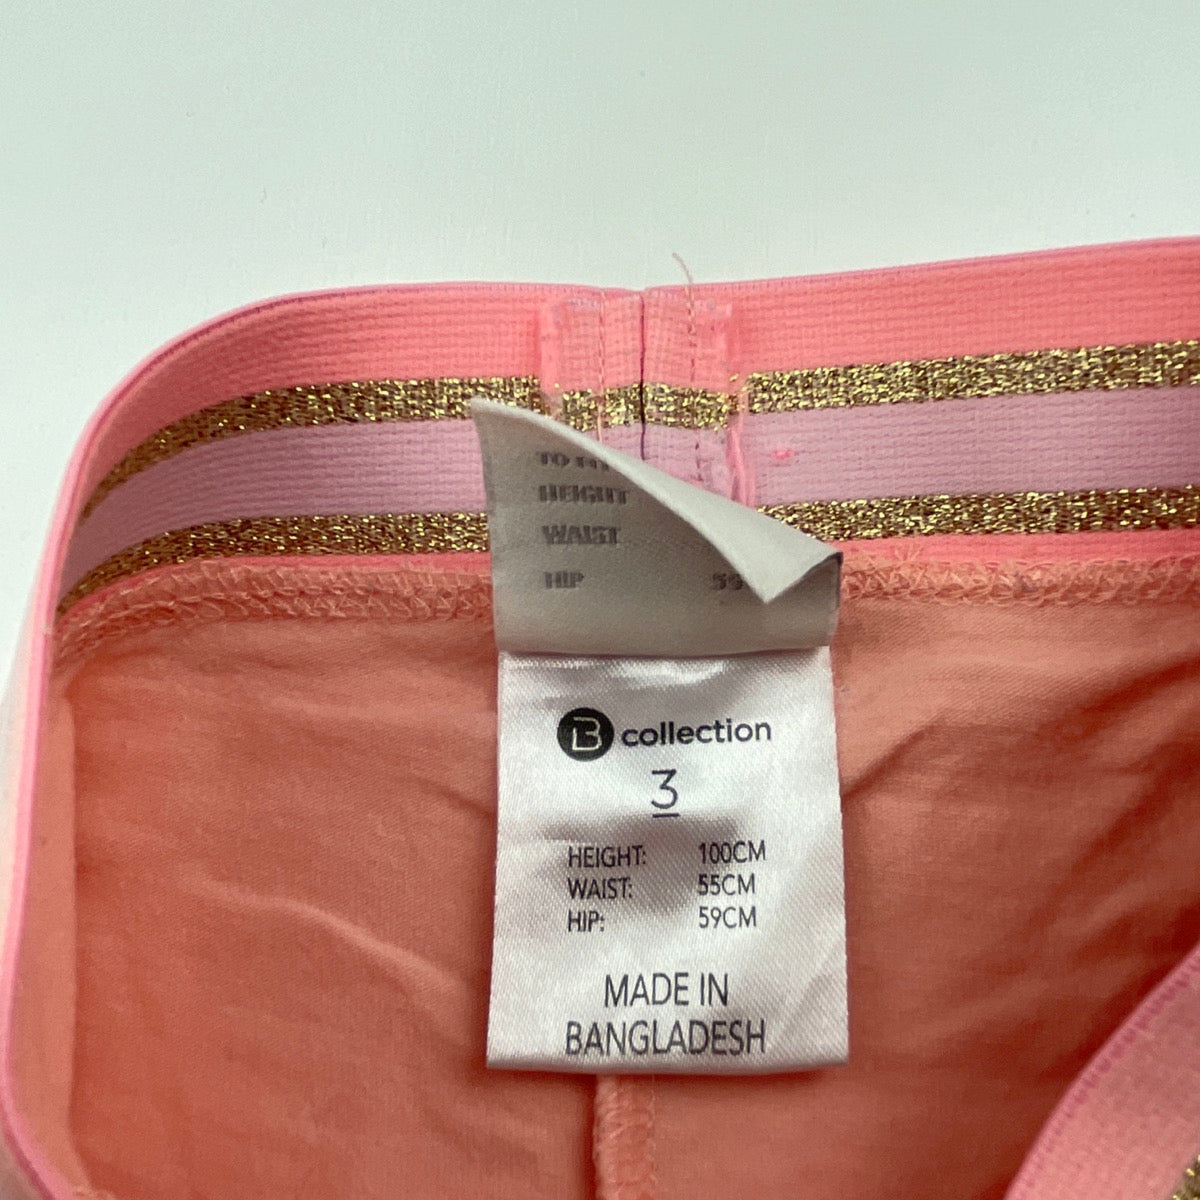 HEIGHT
WAIST
HIP
B collection
3
HEIGHT: 100CM
WAIST: 55CM
HIP: 59CM
MADE IN
BANGLADESH